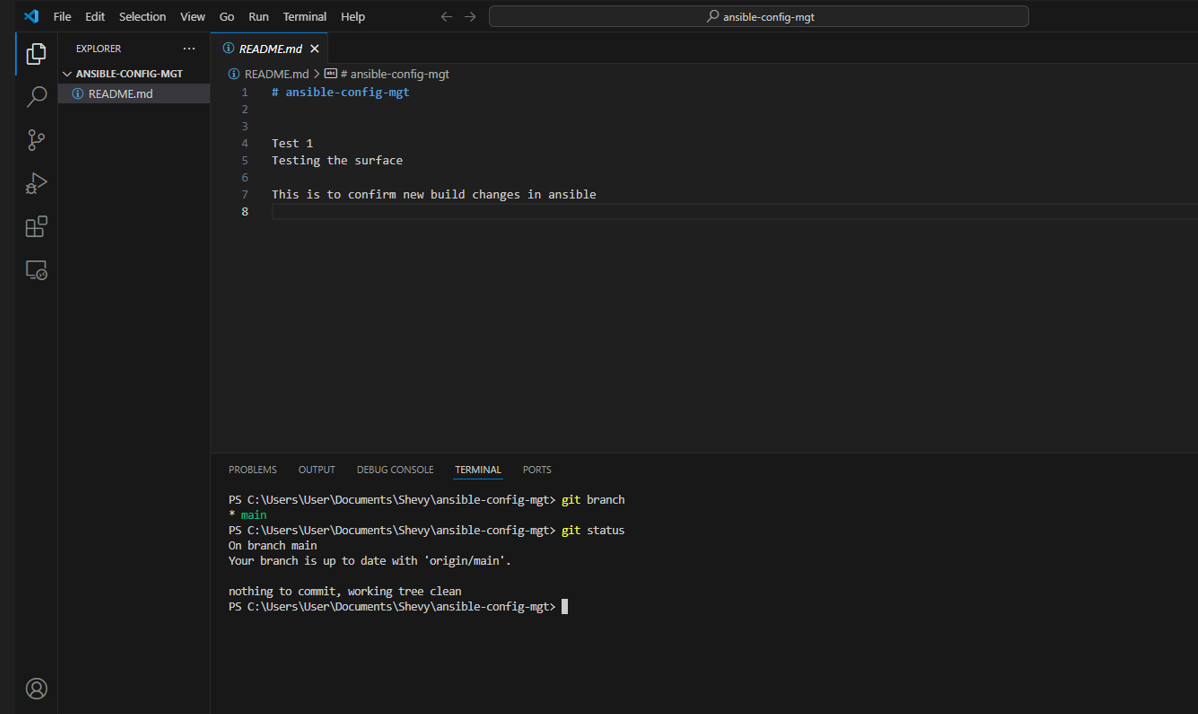 File Edit Selection View Go Run Terminal Help
ansible-config-mgt
EXPLORER ···
README.md
ANSIBLE-CONFIG-MGT
README.md
README.md > # ansible-config-mgt
1 # ansible-config-mgt
2
3
4 Test 1
5 Testing the surface
6
7 This is to confirm new build changes in ansible
8
PROBLEMS OUTPUT DEBUG CONSOLE TERMINAL PORTS
PS C:\Users\User\Documents\Shevy\ansible-config-mgt> git branch
* main
PS C:\Users\User\Documents\Shevy\ansible-config-mgt> git status
On branch main
Your branch is up to date with 'origin/main'.
nothing to commit, working tree clean
PS C:\Users\User\Documents\Shevy\ansible-config-mgt>